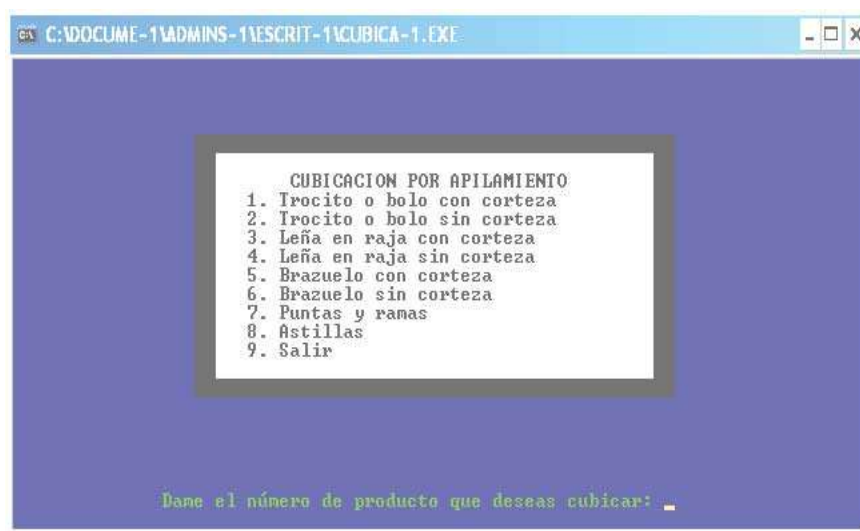 C:\DOCUME~1\ADMINS~1\ESCRIT~1\CUBICA~1.EXE
CUBICACION POR APILAMIENTO
1. Trocito o bolo con corteza
2. Trocito o bolo sin corteza
3. Leña en raja con corteza
4. Leña en raja sin corteza
5. Brazuelo con corteza
6. Brazuelo sin corteza
7. Puntas y ramas
8. Astillas
9. Salir
Dame el número de producto que deseas cubicar: